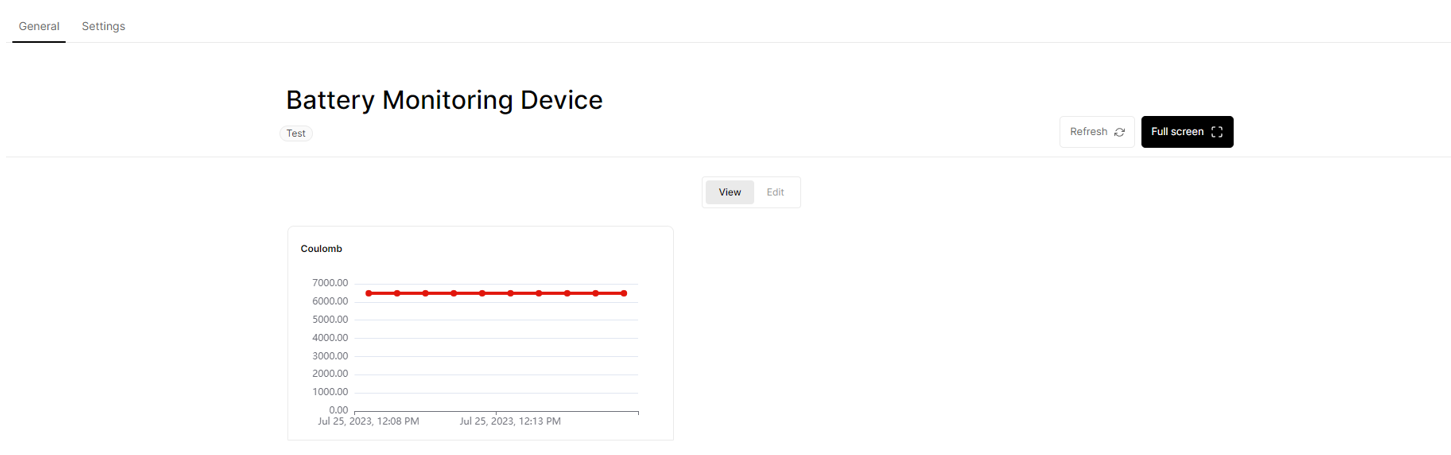 General Settings
Battery Monitoring Device
Test
Refresh Full screen
View Edit
Coulomb
7000.00
6000.00
5000.00
4000.00
3000.00
2000.00
1000.00
0.00
Jul 25, 2023, 12:08 PM Jul 25, 2023, 12:13 PM